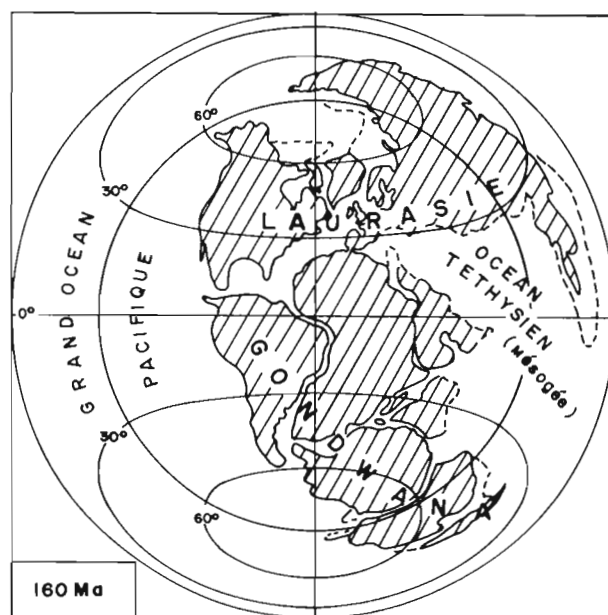 60°
30°
LAURASIE
OCEAN
TETHYSIEN
(Mésogée)
GRAND OCEAN
PACIFIQUE
0°
GONDWANA
30°
60°
160 Ma